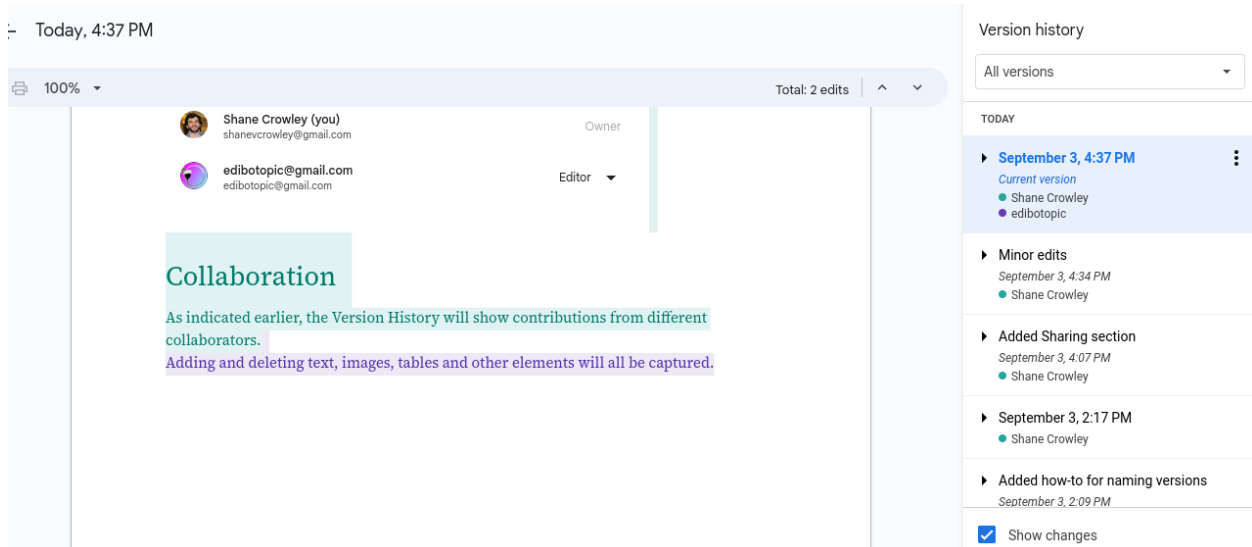 Today, 4:37 PM
100%
Total: 2 edits
Shane Crowley (you)
shanevcrowley@gmail.com
Owner
edibotopic@gmail.com
edibotopic@gmail.com
Editor
Collaboration
As indicated earlier, the Version History will show contributions from different
collaborators.
Adding and deleting text, images, tables and other elements will all be captured.
Version history
All versions
TODAY
September 3, 4:37 PM
Current version
Shane Crowley
edibotopic
Minor edits
September 3, 4:34 PM
Shane Crowley
Added Sharing section
September 3, 4:07 PM
Shane Crowley
September 3, 2:17 PM
Shane Crowley
Added how-to for naming versions
September 3, 2:09 PM
Show changes